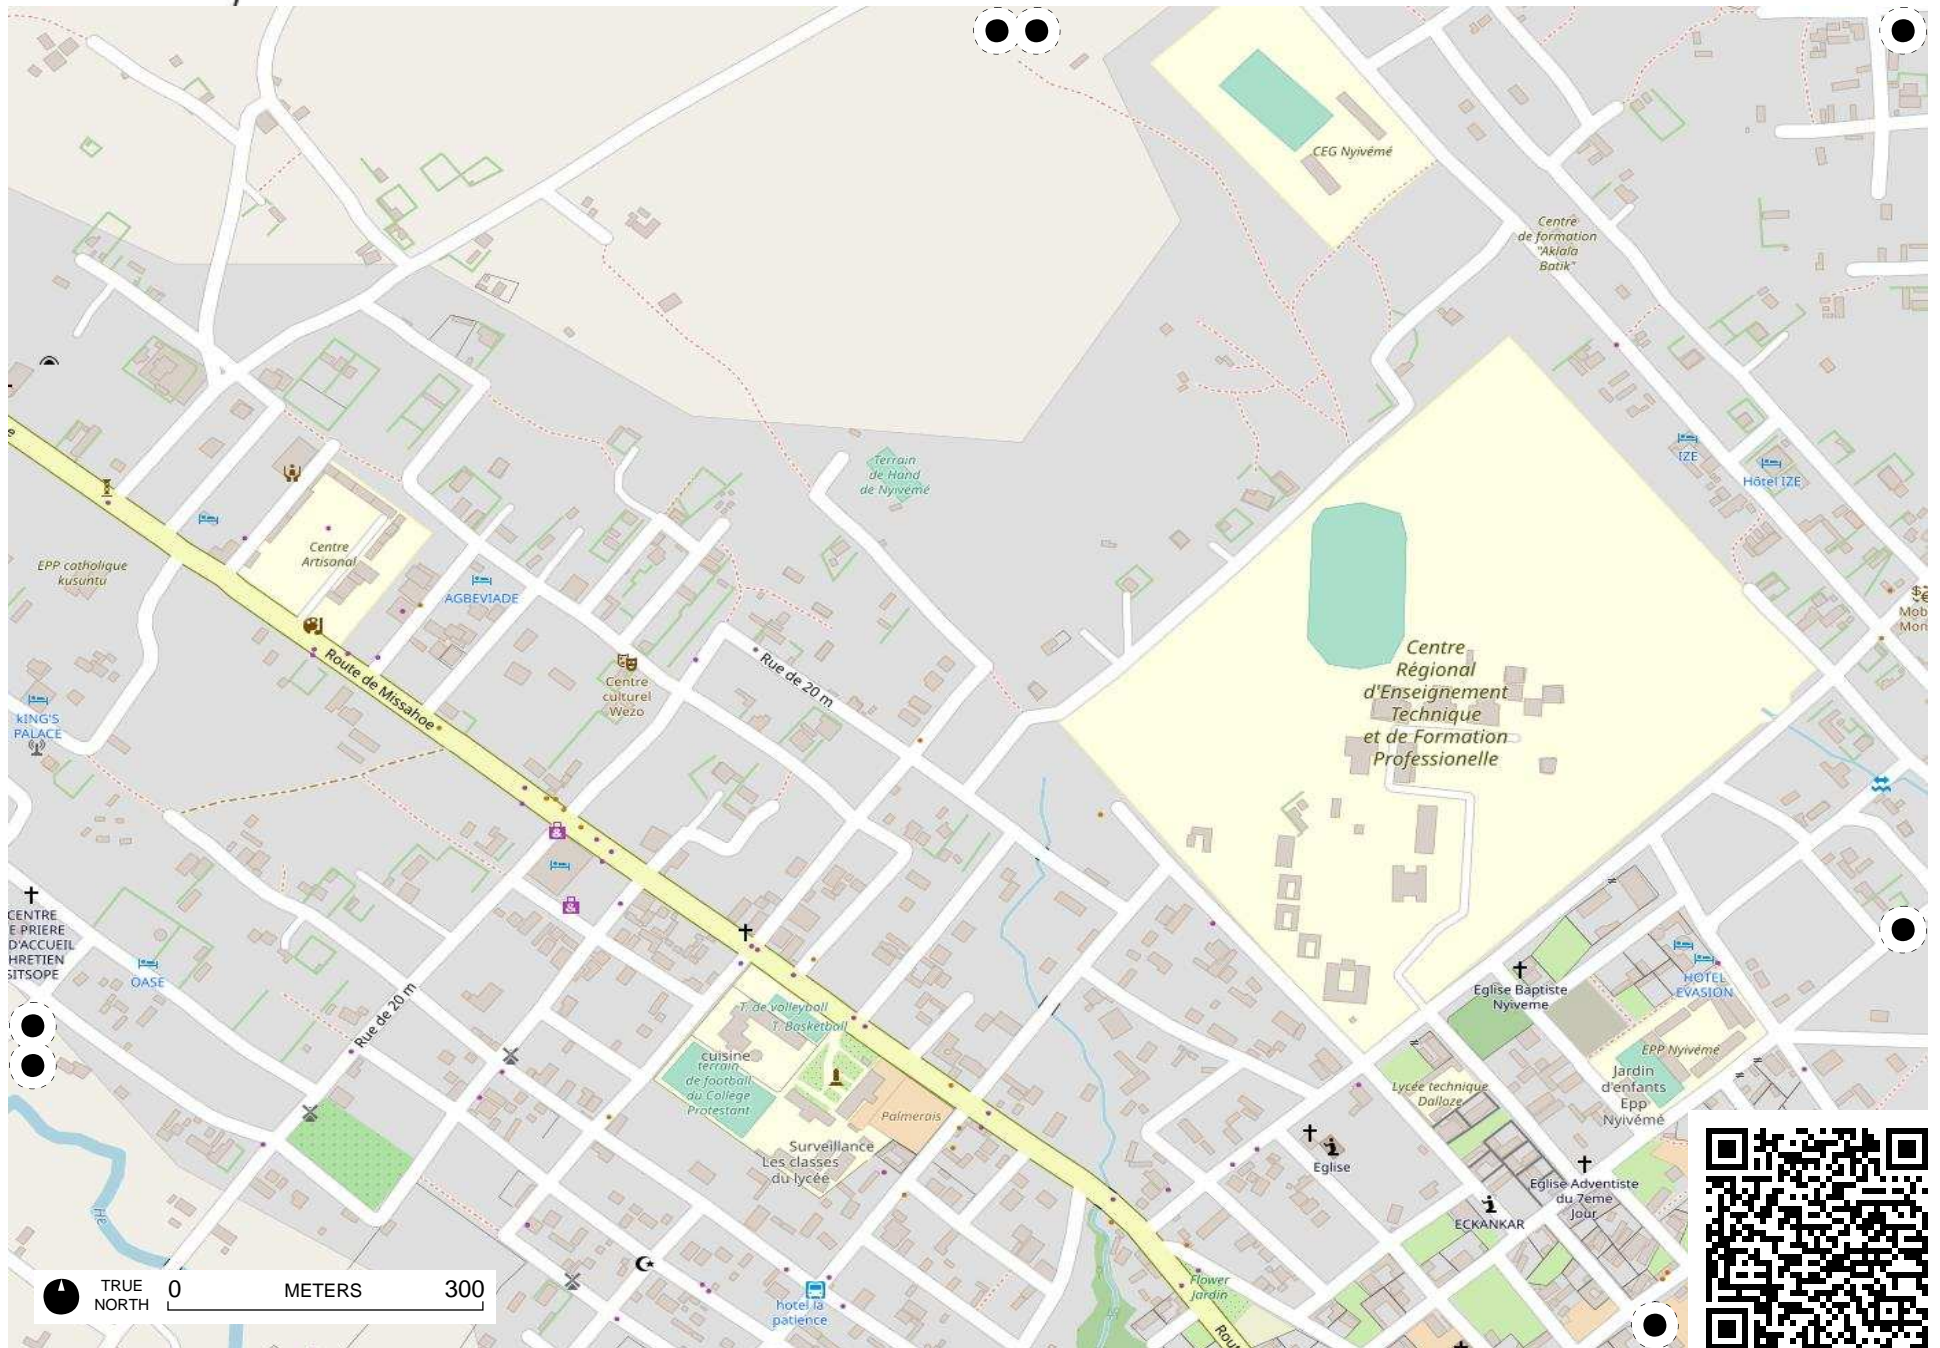 CEG Nyivémé
Centre
de formation
"Aklala
Batik"
IZE
Hôtel IZE
Terrain
de Hand
de Nyivémé
Centre
Artisanal
EPP catholique
kusuntu
AGBEVIADE
Route de Missahoe
Centre
culturel
Wezo
Rue de 20 m
kING'S
PALACE
Centre
Régional
d'Enseignement
Technique
et de Formation
Professionelle
Mob
Mon
CENTRE
E PRIERE
D'ACCUEIL
HRETIEN
SITSOPE
OASE
Rue de 20 m
T. de volleyball
T. Basketball
cuisine
terrain
de football
du Collège
Protestant
Palmerais
Surveillance
Les classes
du lycée
Eglise Baptiste
Nyiveme
HOTEL
EVASION
EPP Nyivémé
Jardin
d'enfants
Epp
Nyivémé
Lycée technique
Dallaze
Eglise
Eglise Adventiste
du 7eme
Jour
ECKANKAR
Flower
Jardin
hotel la
patience
Rout
TRUE
NORTH
0 METERS 300